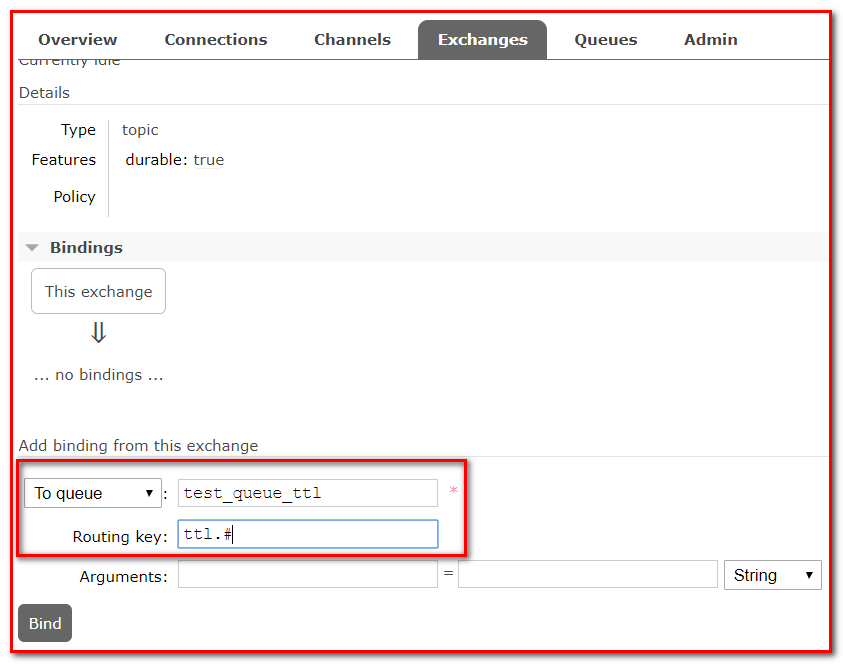 Overview Connections Channels Exchanges Queues Admin
Currently idle
Details
Type topic
Features durable: true
Policy
Bindings
This exchange
⇓
... no bindings ...
Add binding from this exchange
To queue : test_queue_ttl *
Routing key: ttl.#
Arguments: = String
Bind